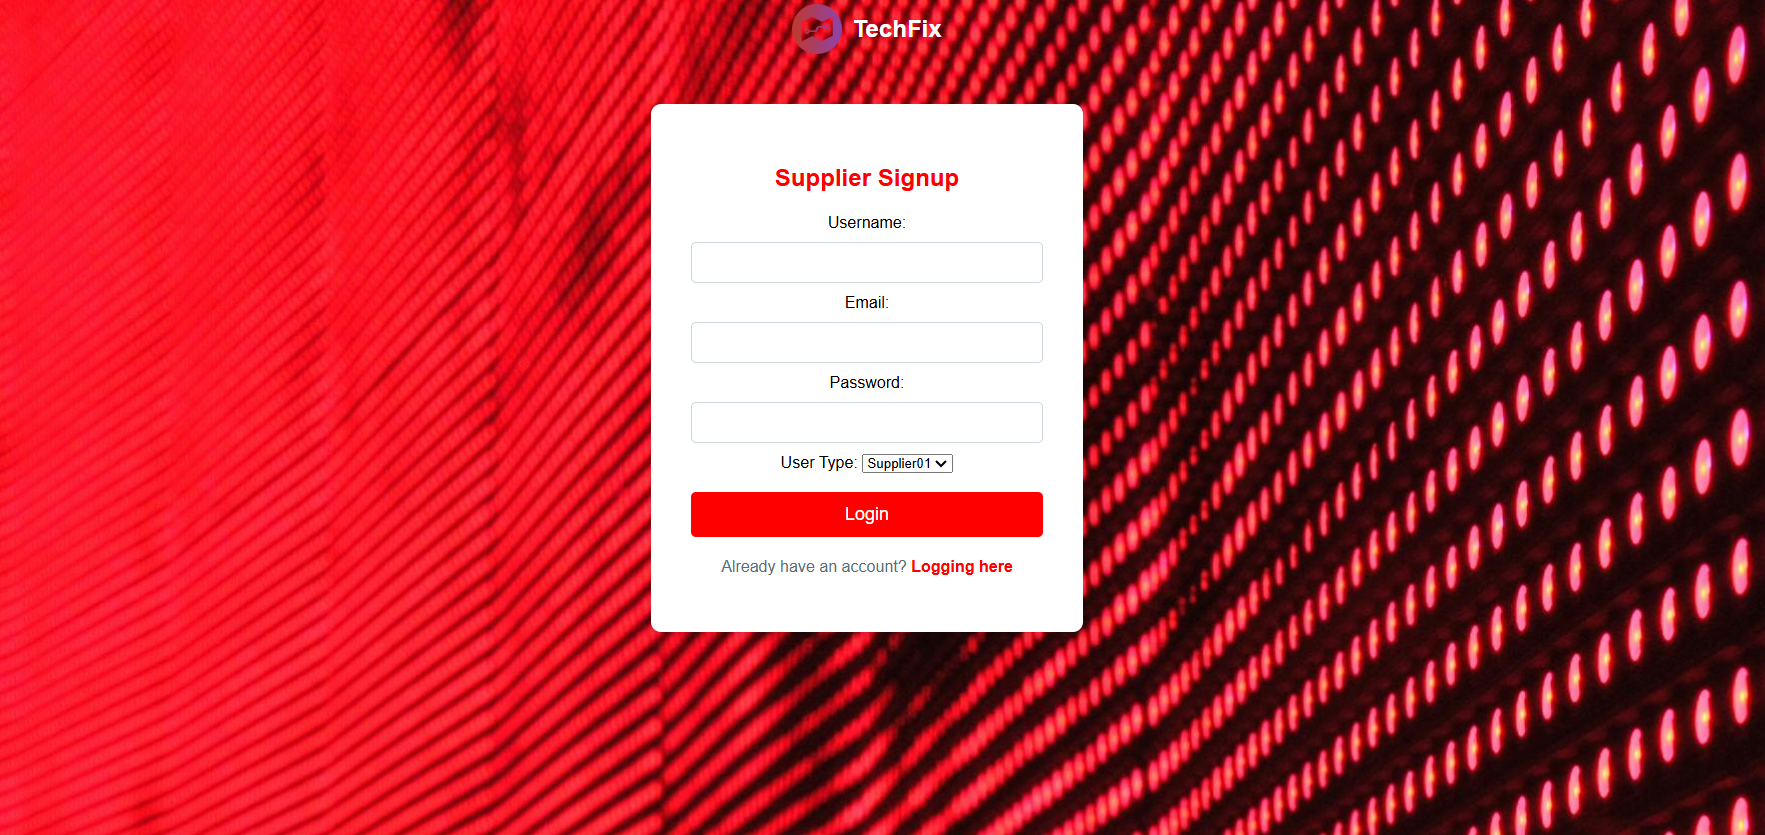 TechFix
Supplier Signup
Username:
Email:
Password:
User Type: Supplier01
Login
Already have an account? Logging here